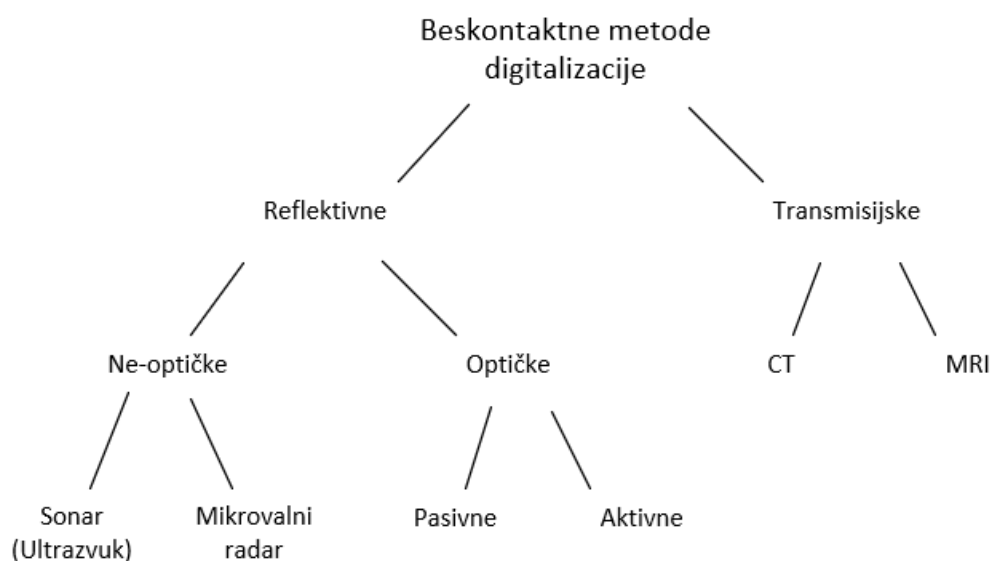 Beskontaktne metode
digitalizacije
Reflektivne
Transmisijske
Ne-optičke
Optičke
CT
MRI
Sonar
(Ultrazvuk)
Mikrovalni
radar
Pasivne
Aktivne